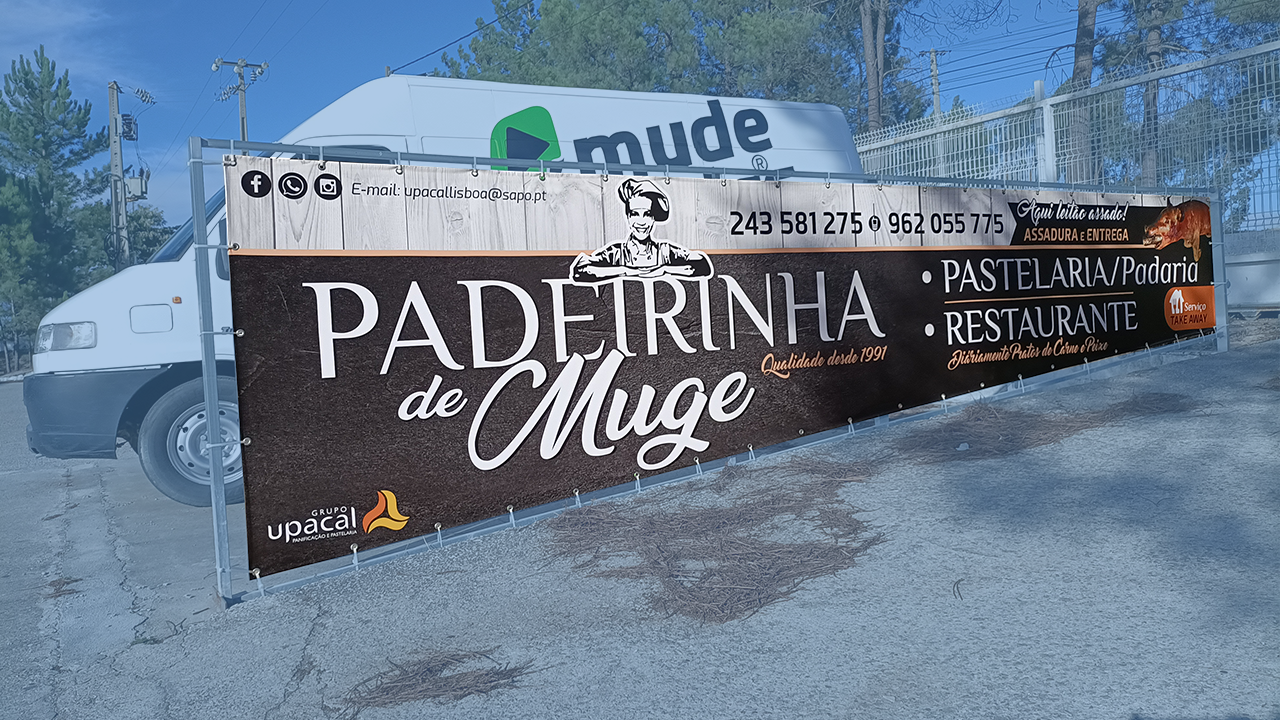 mude
®
E-mail: upacallisboa@sapo.pt
243 581 275 962 055 775
Aqui leitão assado!
ASSADURA E ENTREGA
PADEIRINHA
de Muge
Qualidade desde 1991
• PASTELARIA/Padaria
• RESTAURANTE
Diáriamente Pratos de Carne e Peixe
Serviço
TAKE AWAY
GRUPO
upacal
PANIFICAÇÃO E PASTELARIA